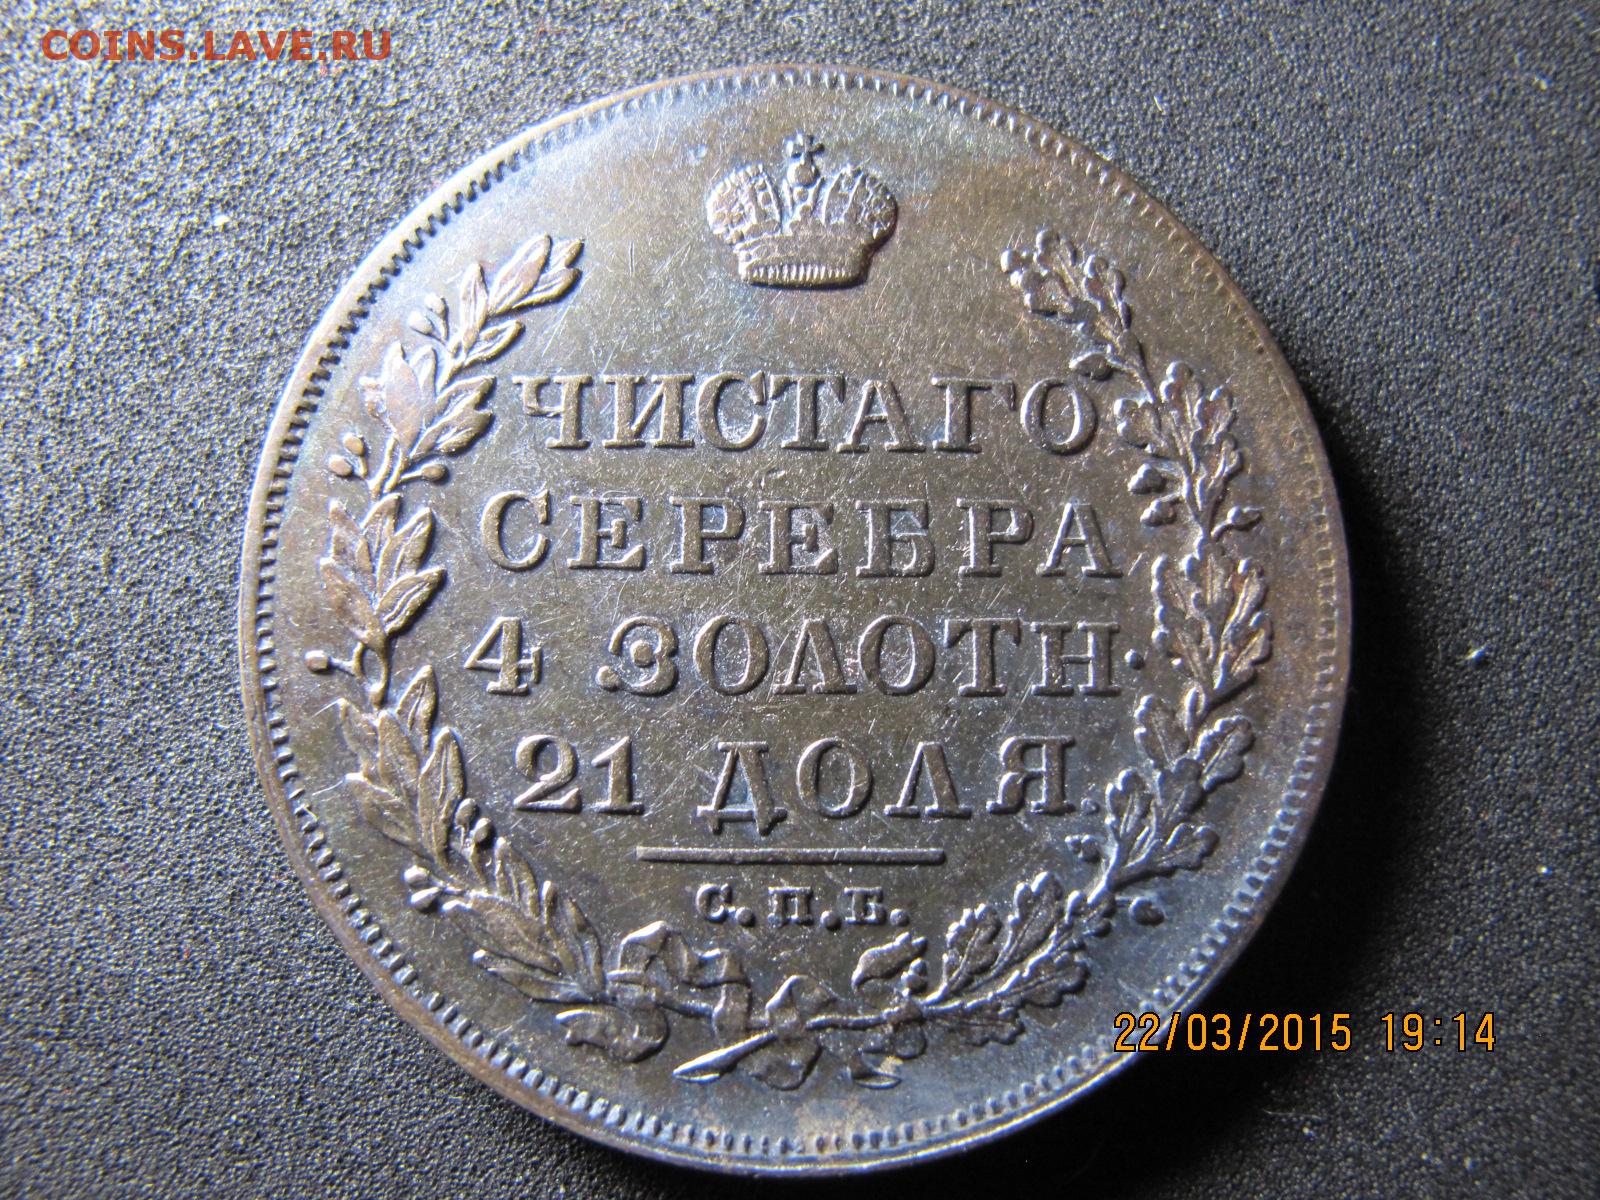 COINS.LAVE.RU
ЧИСТАГО
СЕРЕБРА
4 ЗОЛОТН.
21 ДОЛЯ.
С.П.Б.
22/03/2015 19:14